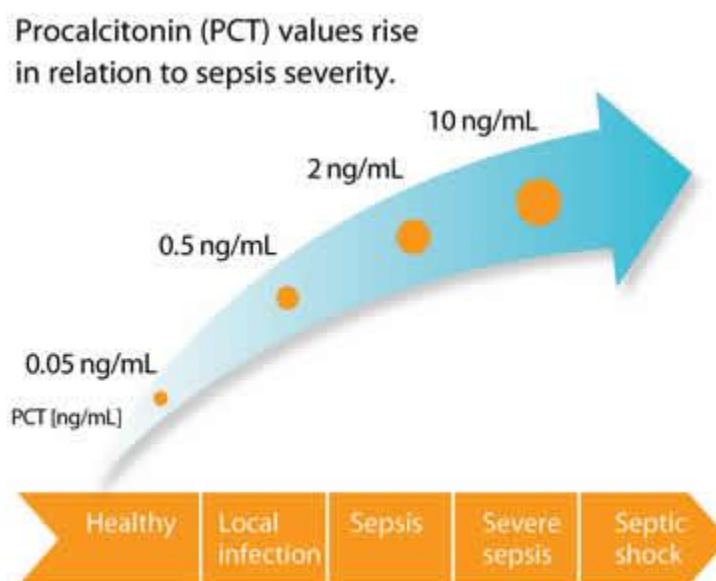 Procalcitonin (PCT) values rise
in relation to sepsis severity.
10 ng/mL
2 ng/mL
0.5 ng/mL
0.05 ng/mL
PCT [ng/mL]
Healthy
Local
infection
Sepsis
Severe
sepsis
Septic
shock